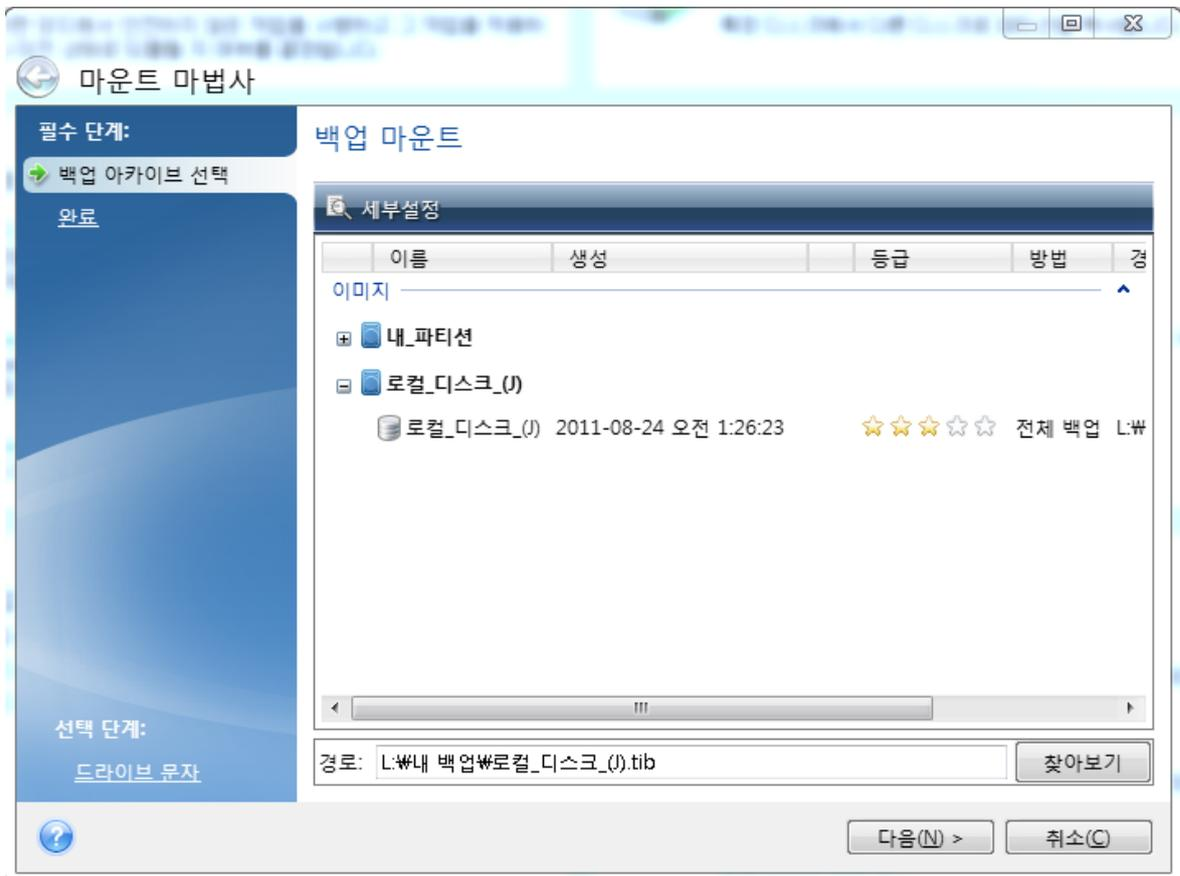 마운트 마법사
필수 단계:
백업 아카이브 선택
완료
선택 단계:
드라이브 문자
백업 마운트
세부설정
이름 생성 등급 방법 경
이미지
내_파티션
로컬_디스크_(J)
로컬_디스크_(J) 2011-08-24 오전 1:26:23 전체 백업 L:₩
경로: L:₩내 백업₩로컬_디스크_(J).tib 찾아보기
다음(N) > 취소(C)